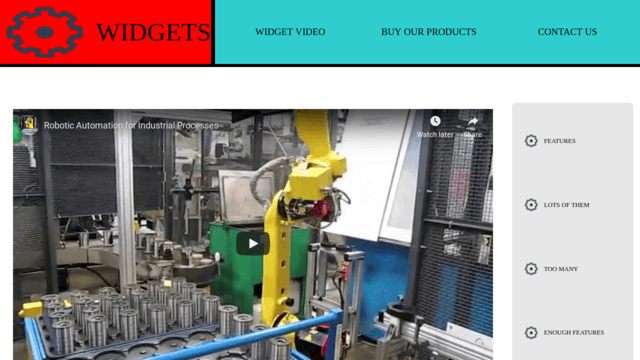 WIDGETS
WIDGET VIDEO
BUY OUR PRODUCTS
CONTACT US
Robotic Automation for Industrial Processes
Watch later
Share
FEATURES
LOTS OF THEM
TOO MANY
ENOUGH FEATURES